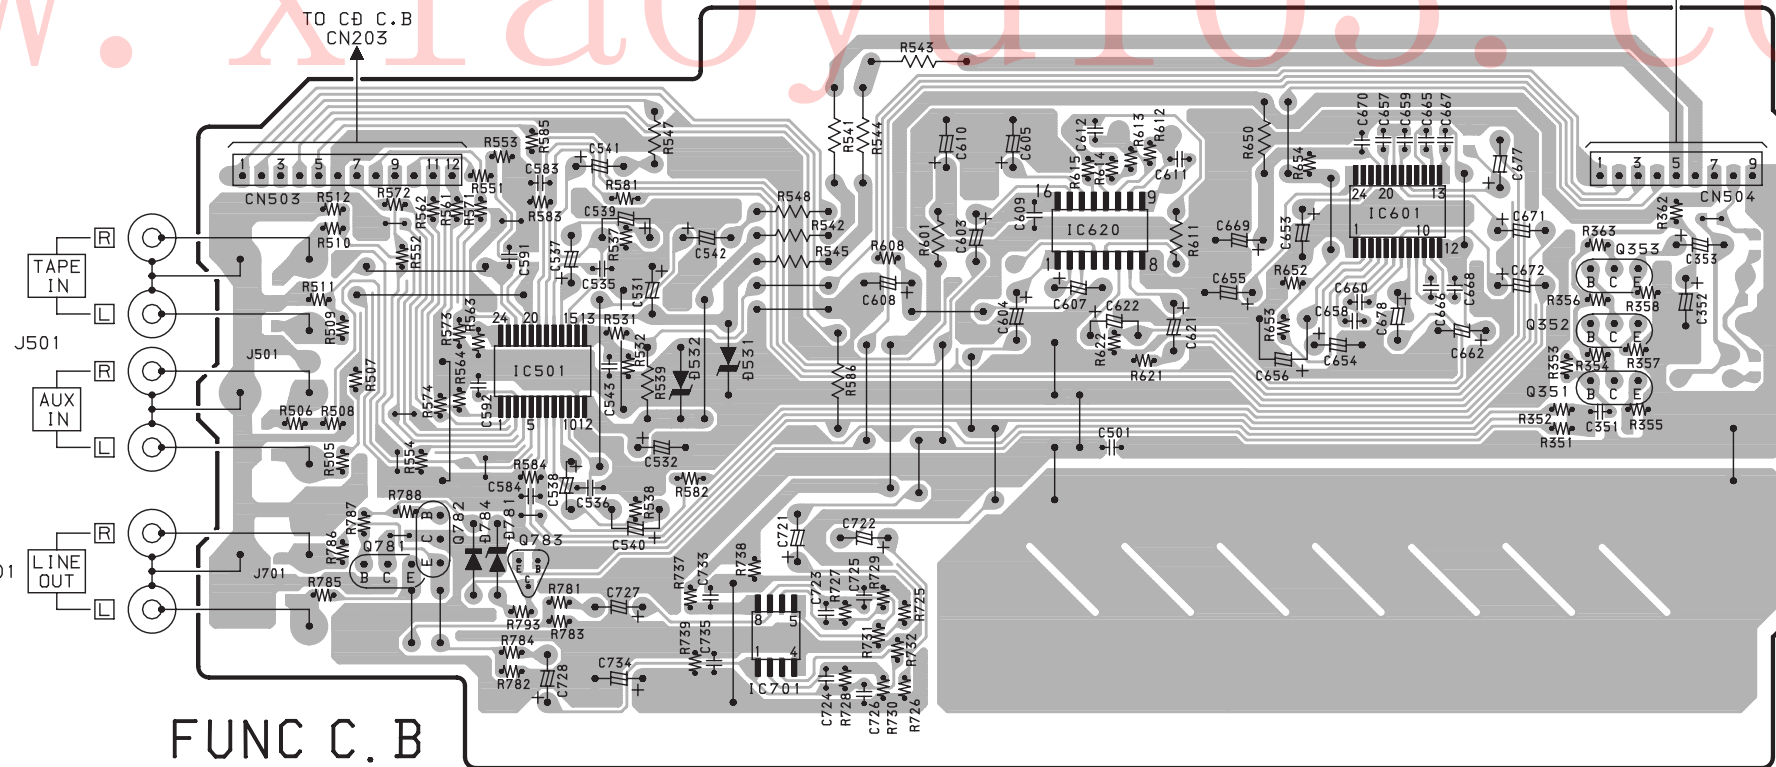 w.xiaoyu163.co
TO CD C.B
CN203
R543
R553
R585
C541
R547
R541
R544
C610
C605
C612
R613
R612
R615
R614
C611
R650
R654
C670
C657
C659
C665
C667
C677
1 3 5 7 9 11 12
CN503
1 3 5 7 9
CN504
R551
C583
R583
R581
R512
R572
R562
R561
R571
C539
R548
R510
R552
C591
C537
R537
C542
R542
R545
C535
C531
R608
C608
R601
C603
C609
16 9
IC620
1 8
R611
C669
C653
24 20 13
IC601
1 10 12
C671
R362
R363
Q353
C353
B C E
R
TAPE IN
L
R511
R509
R573
R563
24 20 15 13
R531
R532
C604
C607
C622
C621
R622
R621
C655
R652
R653
C656
C660
C658
C654
C678
C666
C668
C662
C672
R356
R358
C352
Q352
B C E
J501
J501
R
AUX IN
L
R507
R574
R564
C592
IC501
1 5 10 12
C543
R539
D532
D531
R586
R353
R354
R357
Q351
B C E
R352
R351
C351
R355
R506
R508
R505
R554
R584
C584
C538
C536
C532
R582
R538
C540
C501
R788
R787
R786
Q781
B C E
Q782
B C E
D784
D781
Q783
E C B
C721
C722
R
LINE OUT
L
01
J701
R785
R793
R781
R783
C727
R737
C733
R738
C723
R727
C725
R729
R725
8 5
1 4
IC701
R784
R782
C728
C734
R739
C735
R731
R732
C724
R728
C726
R730
R726
FUNC C.B